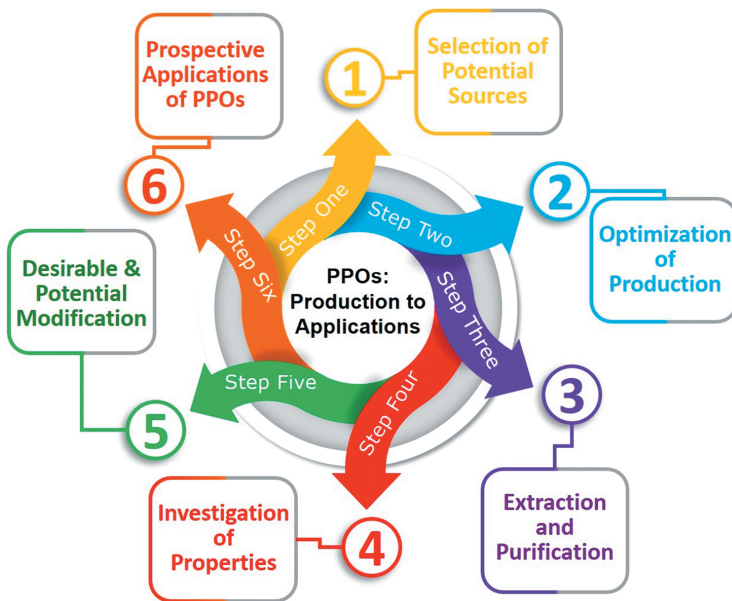 Prospective
Applications
of PPOs
1
Selection of
Potential
Sources
6
2
Step One
Step Two
Optimization
of
Production
Desirable &
Potential
Modification
Step Six
PPOs:
Production to
Applications
Step Three
Step Five
Step Four
3
5
Investigation
of
Properties
4
Extraction
and
Purification